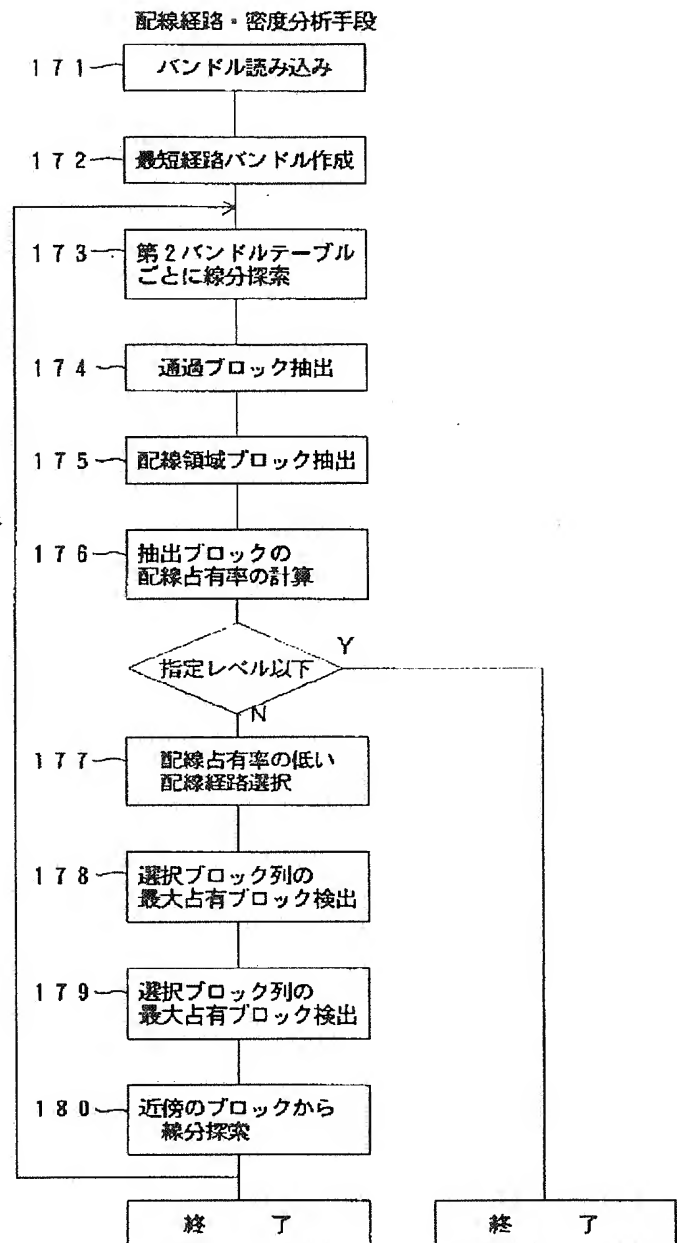 配線経路・密度分析手段
171 バンドル読み込み
172 最短経路バンドル作成
173 第2バンドルテーブル
ごとに線分探索
174 通過ブロック抽出
175 配線領域ブロック抽出
176 抽出ブロックの
配線占有率の計算
指定レベル以下
Y
N
177 配線占有率の低い
配線経路選択
178 選択ブロック列の
最大占有ブロック検出
179 選択ブロック列の
最大占有ブロック検出
180 近傍のブロックから
線分探索
終 了
終 了